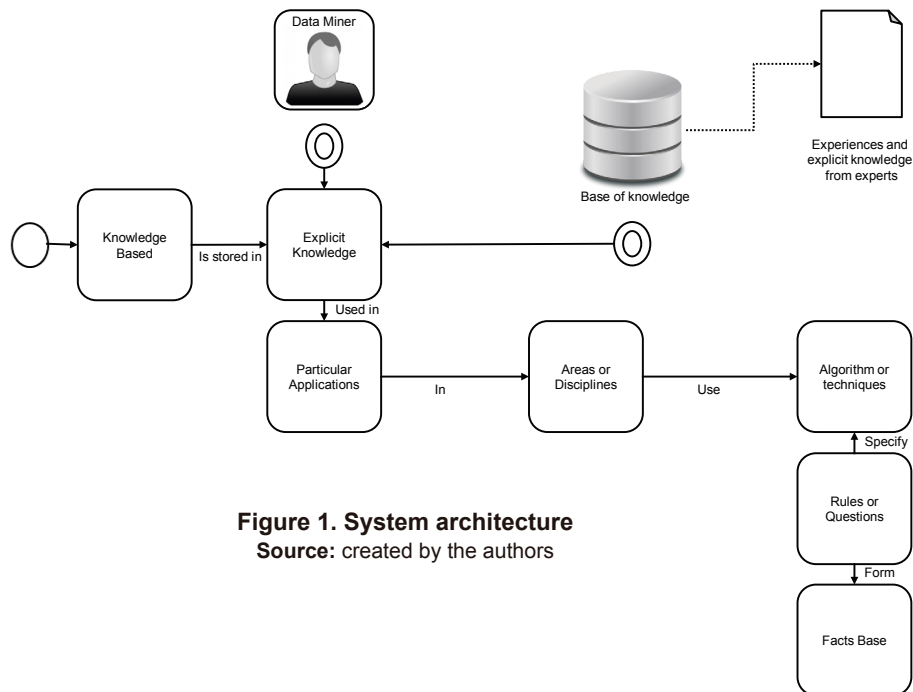 Data Miner
Experiences and
explicit knowledge
from experts
Base of knowledge
Knowledge
Based
Is stored in
Explicit
Knowledge
Used in
Particular
Applications
In
Areas or
Disciplines
Use
Algorithm or
techniques
Specify
Rules or
Questions
Form
Facts Base
Figure 1. System architecture
Source: created by the authors